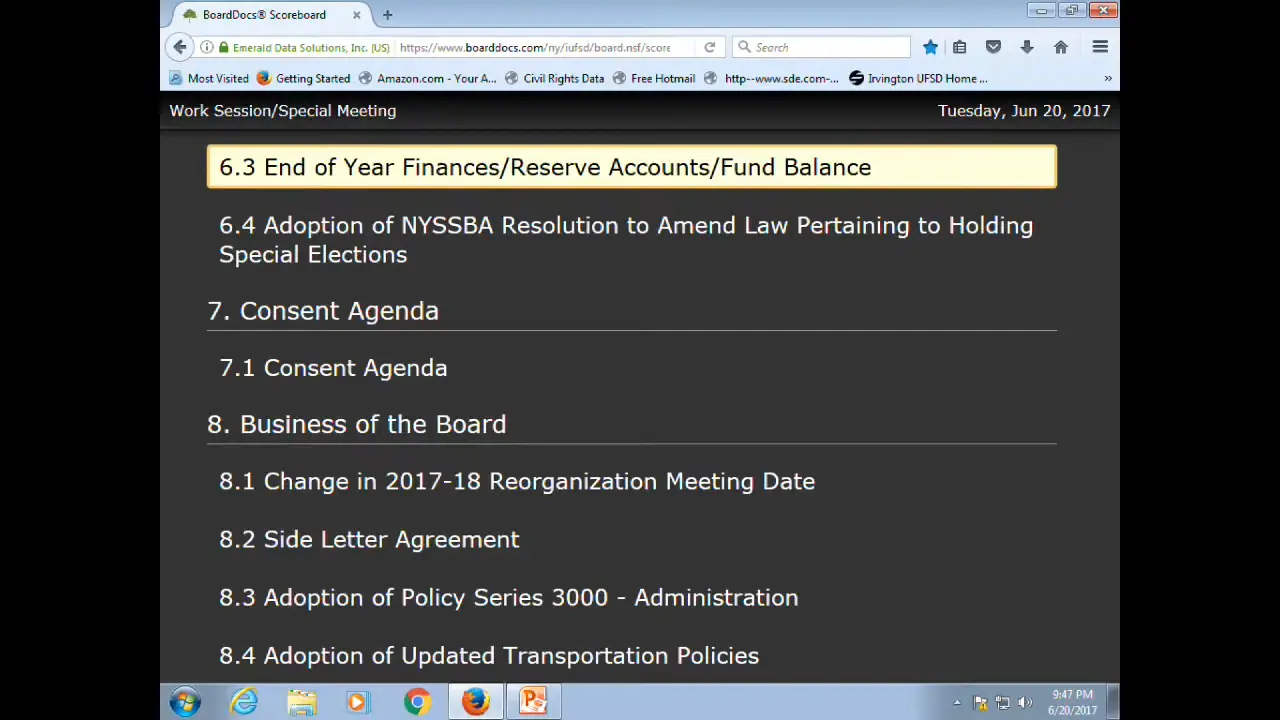 BoardDocs® Scoreboard
Emerald Data Solutions, Inc. (US) https://www.boarddocs.com/ny/iufsd/board.nsf/score Search
Most Visited Getting Started Amazon.com - Your A... Civil Rights Data Free Hotmail http--www.sde.com-... Irvington UFSD Home ... »
Work Session/Special Meeting Tuesday, Jun 20, 2017
6.3 End of Year Finances/Reserve Accounts/Fund Balance
6.4 Adoption of NYSSBA Resolution to Amend Law Pertaining to Holding
Special Elections
7. Consent Agenda
7.1 Consent Agenda
8. Business of the Board
8.1 Change in 2017-18 Reorganization Meeting Date
8.2 Side Letter Agreement
8.3 Adoption of Policy Series 3000 - Administration
8.4 Adoption of Updated Transportation Policies
9:47 PM
6/20/2017